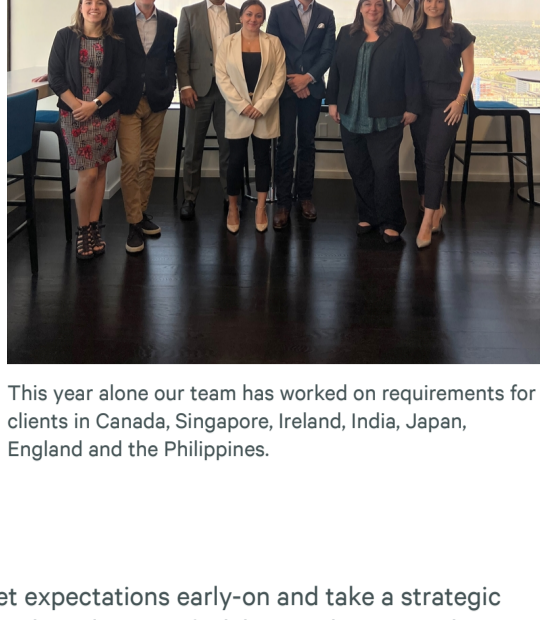 This year alone our team has worked on requirements for
clients in Canada, Singapore, Ireland, India, Japan,
England and the Philippines.
expectations early-on and take a strategic